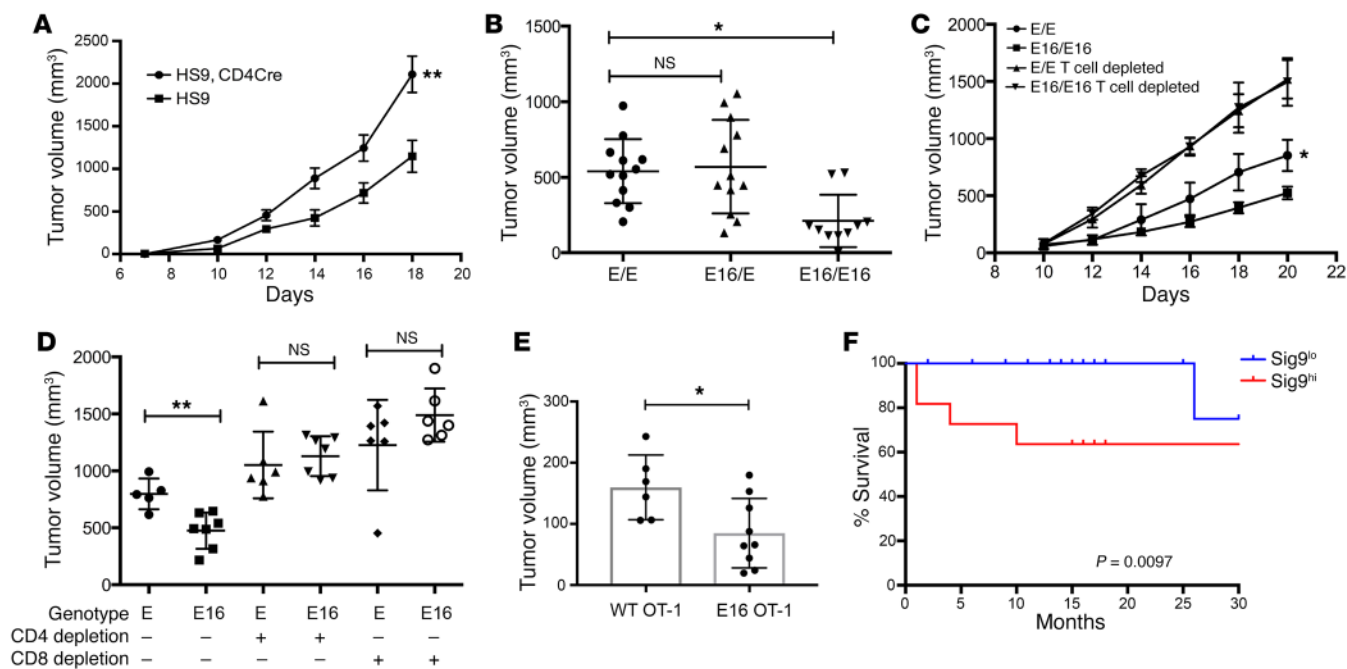 A
Tumor volume (mm³)
2500
2000
1500
1000
500
0
HS9, CD4Cre
HS9
**
6 8 10 12 14 16 18 20
Days
B
Tumor volume (mm³)
1500
1000
500
0
*
NS
E/E E16/E E16/E16
C
Tumor volume (mm³)
2000
1500
1000
500
0
E/E
E16/E16
E/E T cell depleted
E16/E16 T cell depleted
*
8 10 12 14 16 18 20 22
Days
D
Tumor volume (mm³)
2000
1500
1000
500
0
**
NS
NS
Genotype E E16 E E16 E E16
CD4 depletion – – + + – –
CD8 depletion – – – – + +
E
Tumor volume (mm³)
300
200
100
0
*
WT OT-1 E16 OT-1
F
% Survival
100
80
60
40
20
0
Sig9lo
Sig9hi
P = 0.0097
0 5 10 15 20 25 30
Months